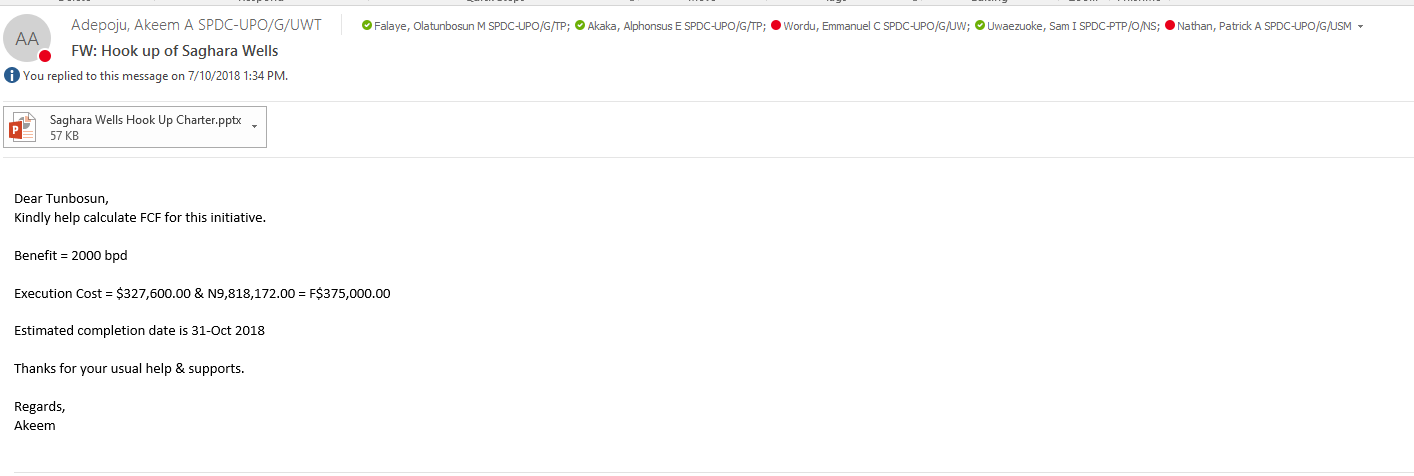 AA
Adepoju, Akeem A SPDC-UPO/G/UWT
Falaye, Olatunbosun M SPDC-UPO/G/TP; Akaka, Alphonsus E SPDC-UPO/G/TP; Wordu, Emmanuel C SPDC-UPO/G/UW; Uwaezuoke, Sam I SPDC-PTP/O/NS; Nathan, Patrick A SPDC-UPO/G/USM
FW: Hook up of Saghara Wells
You replied to this message on 7/10/2018 1:34 PM.
Saghara Wells Hook Up Charter.pptx
57 KB
Dear Tunbosun,
Kindly help calculate FCF for this initiative.
Benefit = 2000 bpd
Execution Cost = $327,600.00 & N9,818,172.00 = F$375,000.00
Estimated completion date is 31-Oct 2018
Thanks for your usual help & supports.
Regards,
Akeem